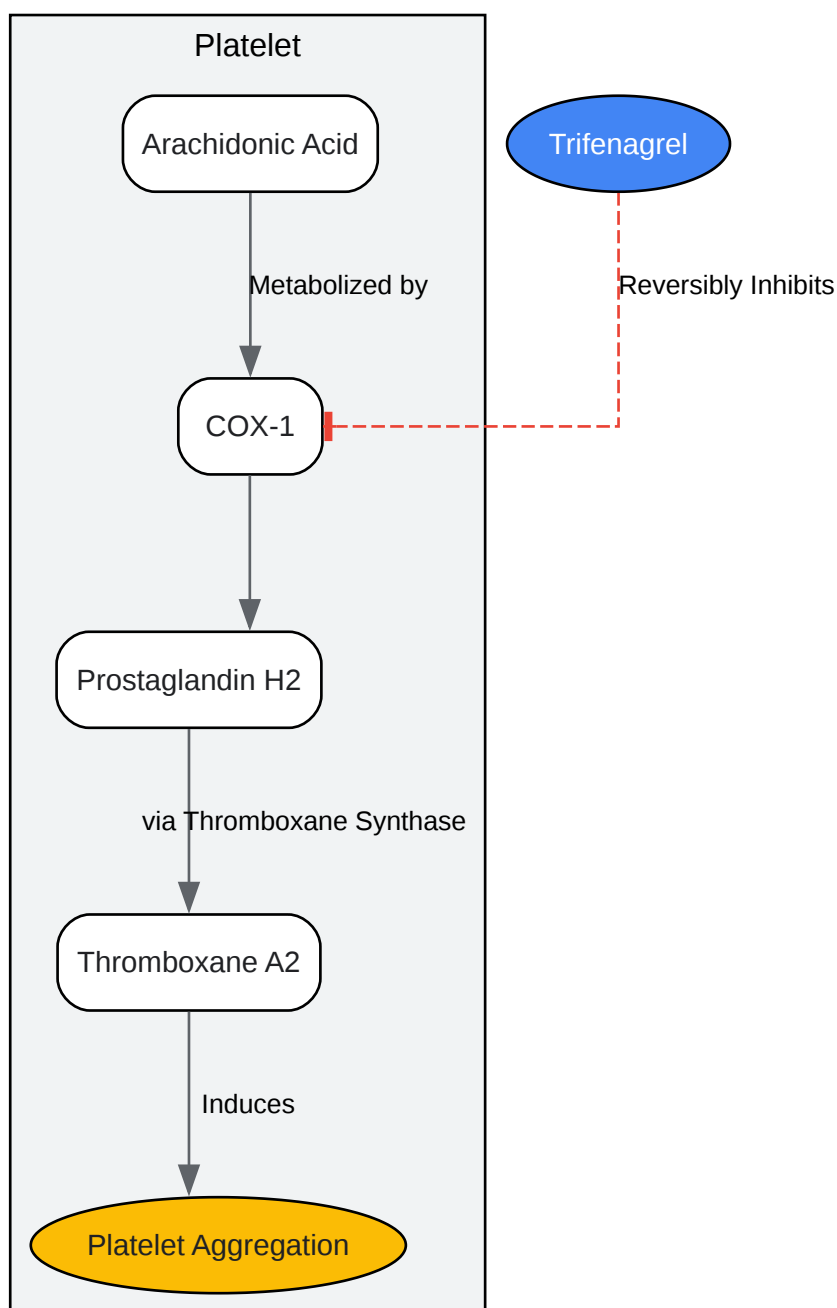 Platelet
Arachidonic Acid
Trifenagrel
Metabolized by
Reversibly Inhibits
COX-1
Prostaglandin H2
via Thromboxane Synthase
Thromboxane A2
Induces
Platelet Aggregation